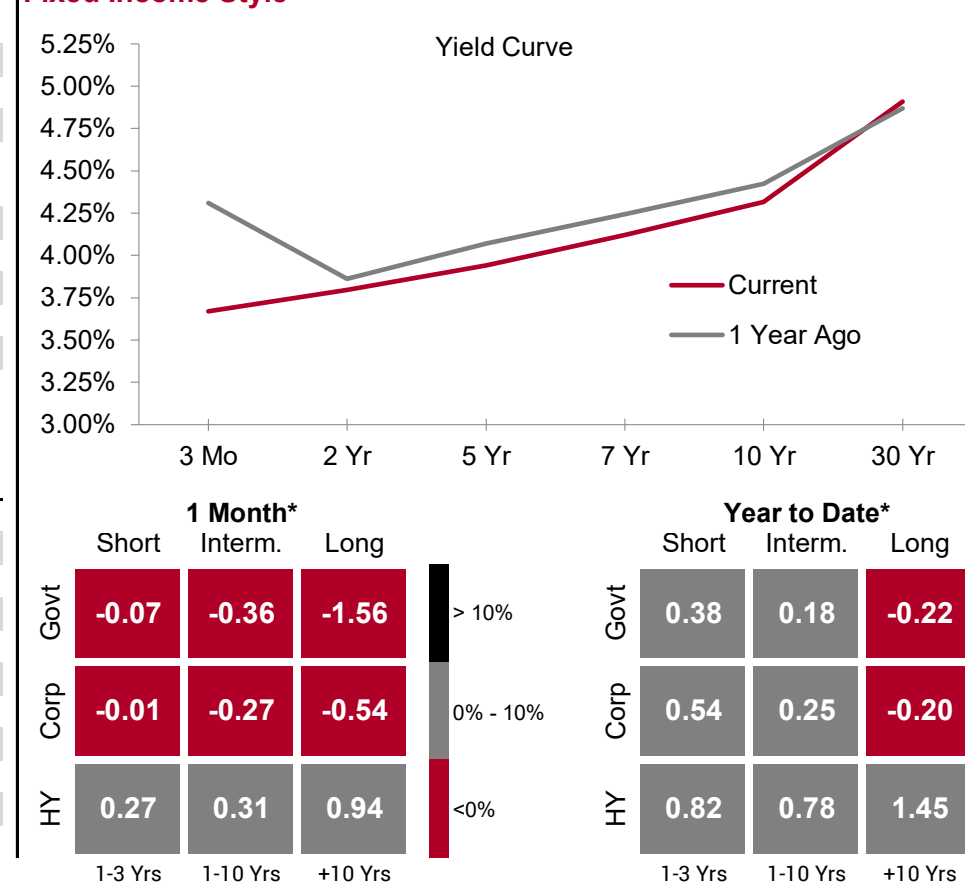 Fixed Income Style
Yield Curve
5.25%
5.00%
4.75%
4.50%
4.25%
4.00%
3.75%
3.50%
3.25%
3.00%
Current
1 Year Ago
3 Mo 2 Yr 5 Yr 7 Yr 10 Yr 30 Yr
1 Month*
Short Interm. Long
Govt -0.07 -0.36 -1.56
Corp -0.01 -0.27 -0.54
HY 0.27 0.31 0.94
1-3 Yrs 1-10 Yrs +10 Yrs
> 10%
0% - 10%
<0%
Year to Date*
Short Interm. Long
Govt 0.38 0.18 -0.22
Corp 0.54 0.25 -0.20
HY 0.82 0.78 1.45
1-3 Yrs 1-10 Yrs +10 Yrs